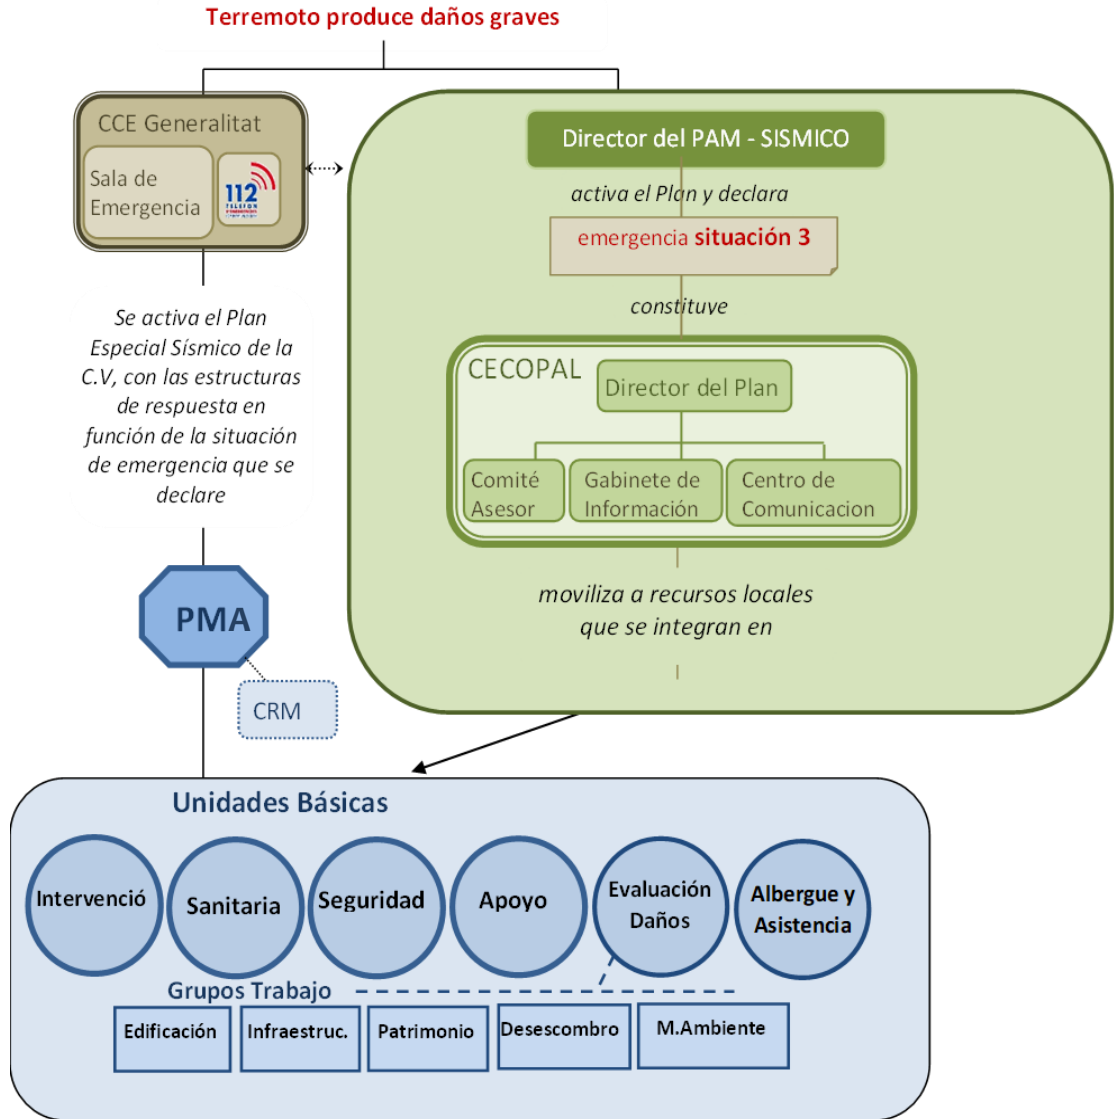 Terremoto produce daños graves
CCE Generalitat
Sala de
Emergencia
112
Se activa el Plan
Especial Sísmico de la
C.V, con las estructuras
de respuesta en
función de la situación
de emergencia que se
declare
PMA
CRM
Director del PAM - SISMICO
activa el Plan y declara
emergencia situación 3
constituye
CECOPAL
Director del Plan
Comité
Asesor
Gabinete de
Información
Centro de
Comunicacion
moviliza a recursos locales
que se integran en
Unidades Básicas
Intervenció
Sanitaria
Seguridad
Apoyo
Evaluación
Daños
Albergue y
Asistencia
Grupos Trabajo
Edificación
Infraestruc.
Patrimonio
Desescombro
M.Ambiente